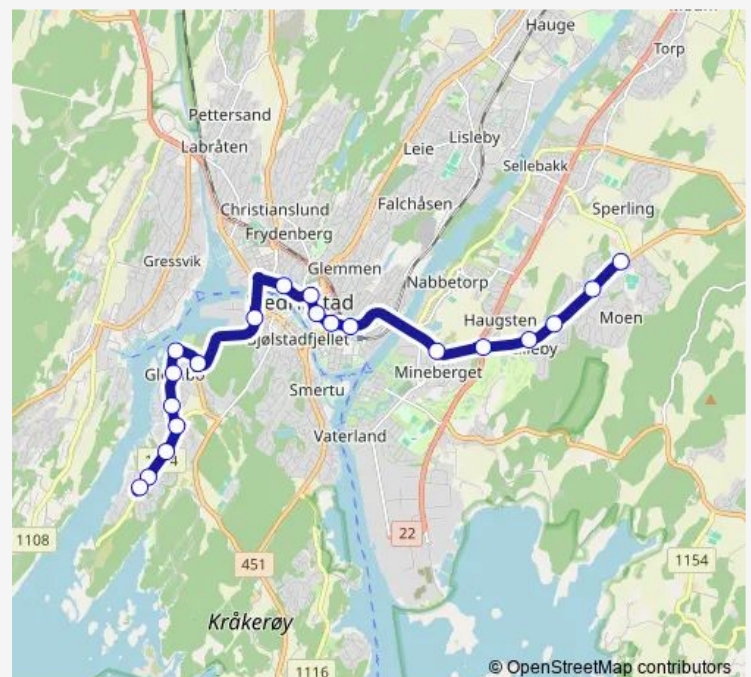 Hauge
Torp
Pettersand
Lisleby
Labråten
Leie
Sellebakk
Falchåsen
Christianslund
Sperling
Frydenberg
Gressvik
Glemmen
Nabbetorp
Haugsten
Moen
Mineberget
Smertu
Vaterland
1108
22
451
1154
Kråkerøy
1116
© OpenStreetMap contributors